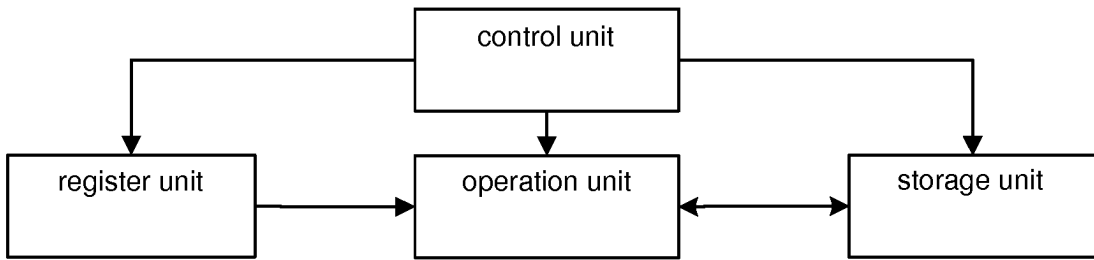 control unit
register unit
operation unit
storage unit